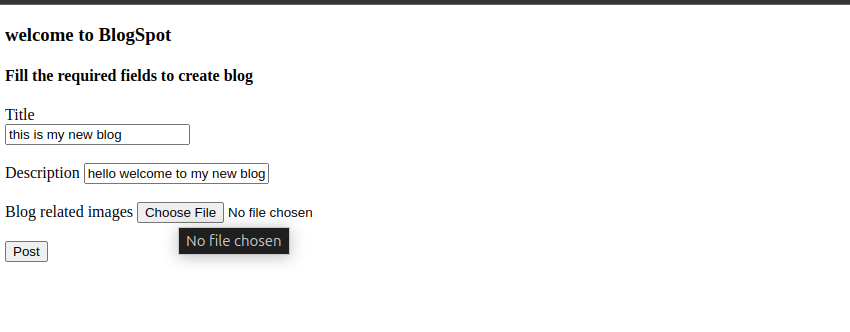 welcome to BlogSpot
Fill the required fields to create blog
Title
this is my new blog
Description hello welcome to my new blog
Blog related images Choose File No file chosen
No file chosen
Post